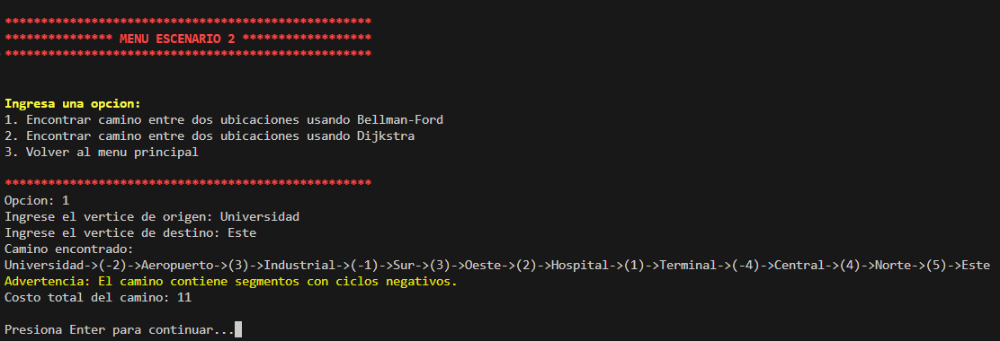 ***************************************************
*************** MENU ESCENARIO 2 ******************
***************************************************
Ingresa una opcion:
1. Encontrar camino entre dos ubicaciones usando Bellman-Ford
2. Encontrar camino entre dos ubicaciones usando Dijkstra
3. Volver al menu principal
***************************************************
Opcion: 1
Ingrese el vertice de origen: Universidad
Ingrese el vertice de destino: Este
Camino encontrado:
Universidad->(-2)->Aeropuerto->(3)->Industrial->(-1)->Sur->(3)->Oeste->(2)->Hospital->(1)->Terminal->(-4)->Central->(4)->Norte->(5)->Este
Advertencia: El camino contiene segmentos con ciclos negativos.
Costo total del camino: 11
Presiona Enter para continuar...